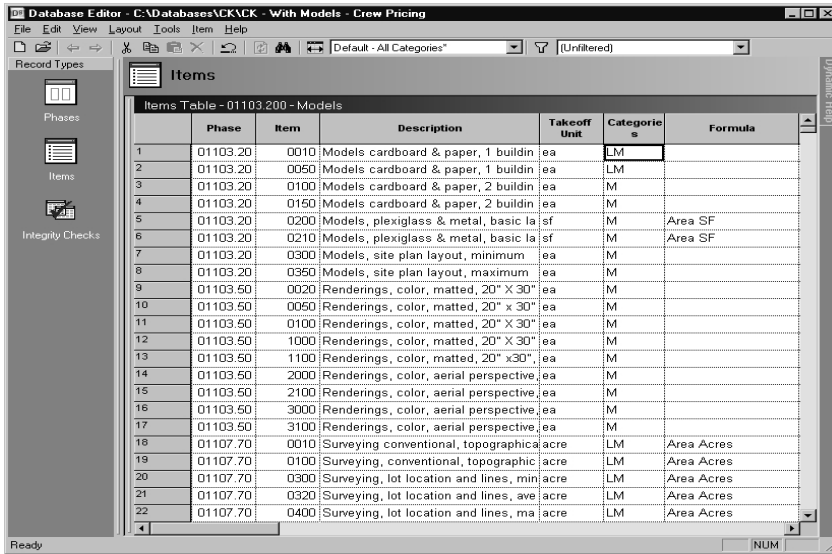 Database Editor - C:\Databases\CK\CK - With Models - Crew Pricing
File Edit View Layout Tools Item Help
Default - All Categories" (Unfiltered)
Record Types
Items
Dynamic Help
Phases
Items
Integrity Checks
Items Table - 01103.200 - Models
Phase Item Description Takeoff Unit Categories Formula
1 01103.20 0010 Models cardboard & paper, 1 buildin ea LM
2 01103.20 0050 Models cardboard & paper, 1 buildin ea LM
3 01103.20 0100 Models cardboard & paper, 2 buildin ea M
4 01103.20 0150 Models cardboard & paper, 2 buildin ea M
5 01103.20 0200 Models, plexiglass & metal, basic la sf M Area SF
6 01103.20 0210 Models, plexiglass & metal, basic la sf M Area SF
7 01103.20 0300 Models, site plan layout, minimum ea M
8 01103.20 0350 Models, site plan layout, maximum ea M
9 01103.50 0020 Renderings, color, matted, 20" X 30" ea M
10 01103.50 0050 Renderings, color, matted, 20" x 30" ea M
11 01103.50 0100 Renderings, color, matted, 20" X 30" ea M
12 01103.50 1000 Renderings, color, matted, 20" X 30" ea M
13 01103.50 1100 Renderings, color, matted, 20" x30", ea M
14 01103.50 2000 Renderings, color, aerial perspective, ea M
15 01103.50 2100 Renderings, color, aerial perspective, ea M
16 01103.50 3000 Renderings, color, aerial perspective, ea M
17 01103.50 3100 Renderings, color, aerial perspective, ea M
18 01107.70 0010 Surveying conventional, topographica acre LM Area Acres
19 01107.70 0100 Surveying, conventional, topographic acre LM Area Acres
20 01107.70 0300 Surveying, lot location and lines, min acre LM Area Acres
21 01107.70 0320 Surveying, lot location and lines, ave acre LM Area Acres
22 01107.70 0400 Surveying, lot location and lines, ma acre LM Area Acres
Ready NUM